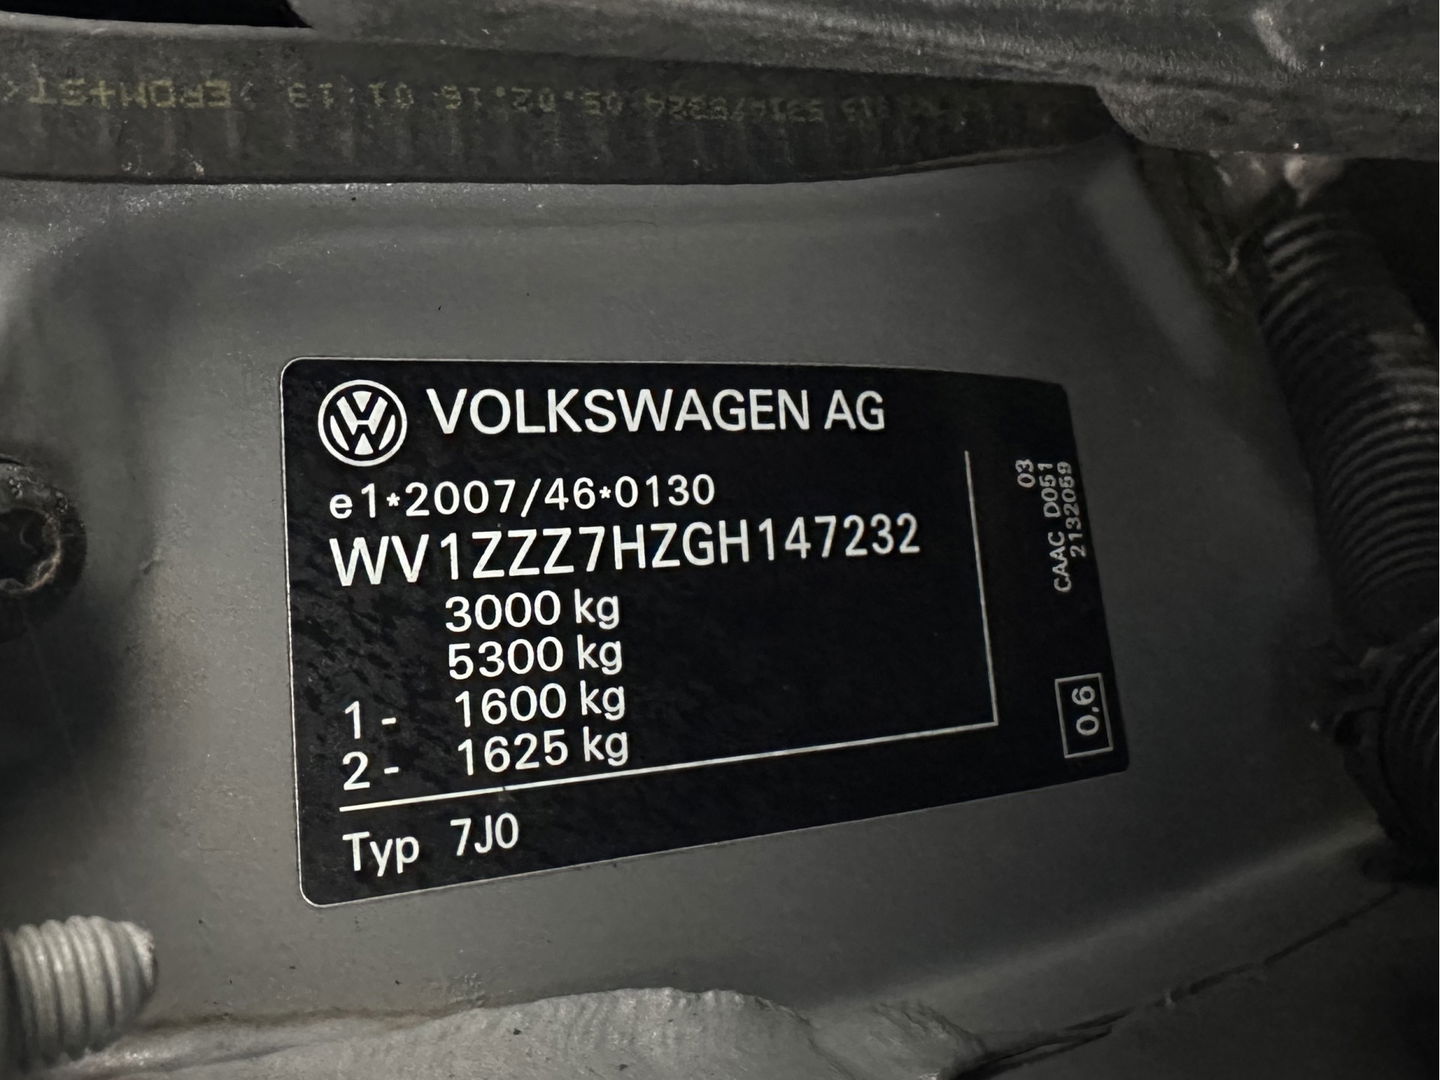 VOLKSWAGEN AG
e1*2007/46*0130
WV1ZZZ7HZGH147232
3000 kg
5300 kg
1- 1600 kg
2- 1625 kg
Typ 7J0
03
CAAC D051
2132059
0.6